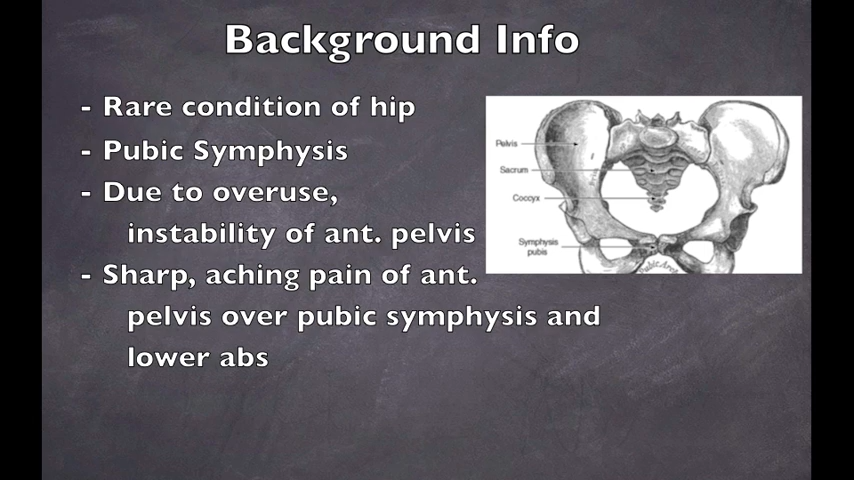 Background Info
- Rare condition of hip
- Pubic Symphysis
- Due to overuse,
instability of ant. pelvis
- Sharp, aching pain of ant.
pelvis over pubic symphysis and
lower abs
Pelvis
Sacrum
Coccyx
Symphysis
pubis